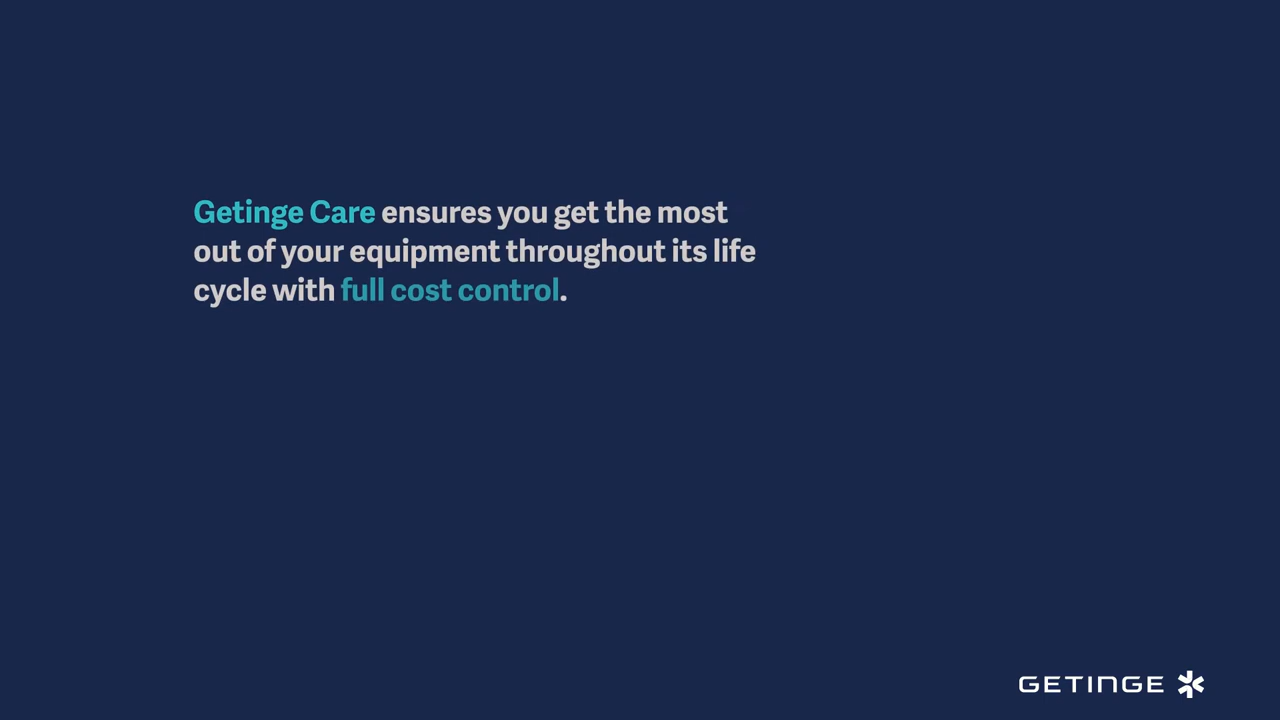 Getinge Care ensures you get the most
out of your equipment throughout its life
cycle with full cost control.
GETINGE